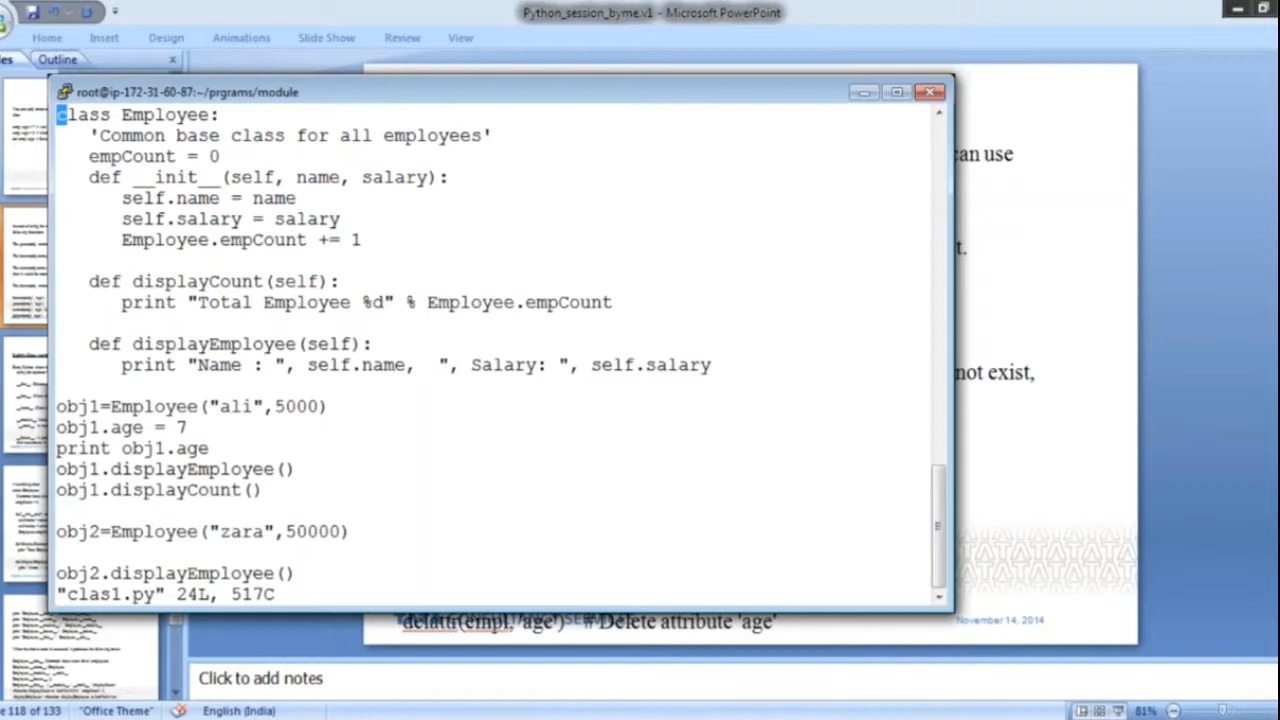 Python_session_byme.v1 - Microsoft PowerPoint
Home Insert Design Animations Slide Show Review View
Outline
root@ip-172-31-60-87:~/prgrams/module
class Employee:
'Common base class for all employees'
empCount = 0
def __init__(self, name, salary):
self.name = name
self.salary = salary
Employee.empCount += 1
def displayCount(self):
print "Total Employee %d" % Employee.empCount
def displayEmployee(self):
print "Name : ", self.name,  ", Salary: ", self.salary
obj1=Employee("ali",5000)
obj1.age = 7
print obj1.age
obj1.displayEmployee()
obj1.displayCount()
obj2=Employee("zara",50000)
obj2.displayEmployee()
"clas1.py" 24L, 517C
can use
t.
not exist,
delattr(empl, 'age') # Delete attribute 'age'
November 14, 2014
Click to add notes
e 118 of 133 "Office Theme" English (India) 81%